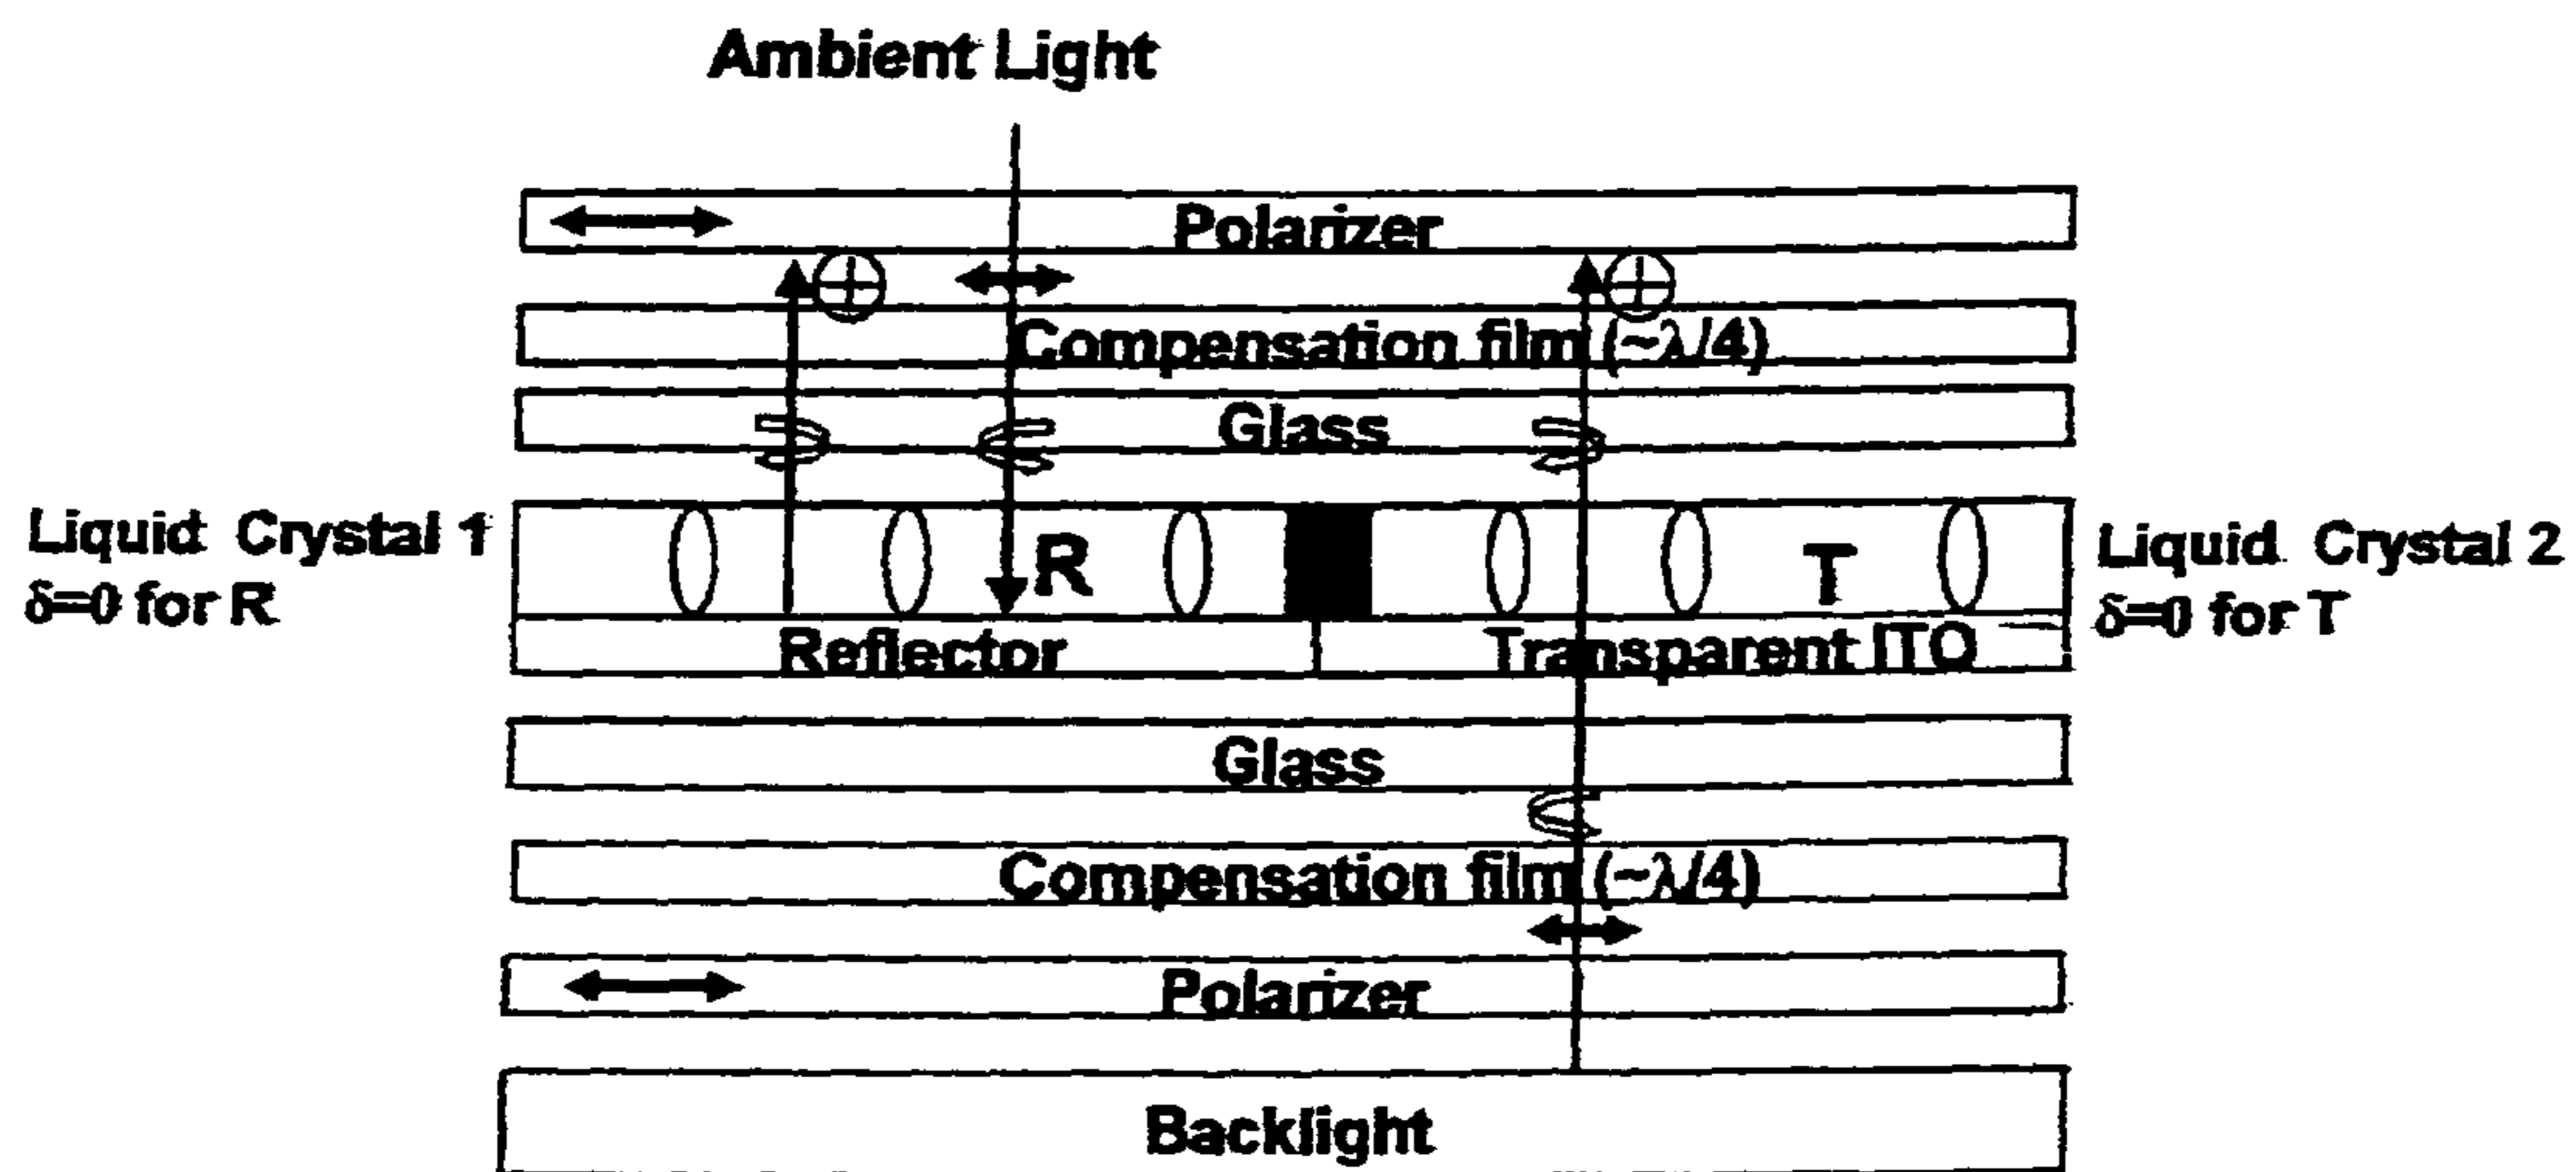 Ambient Light
Polarizer
Compensation film (~λ/4)
Glass
Liquid Crystal 1
δ=0 for R
R
T
Liquid Crystal 2
δ=0 for T
Reflector
Transparent ITO
Glass
Compensation film (~λ/4)
Polarizer
Backlight